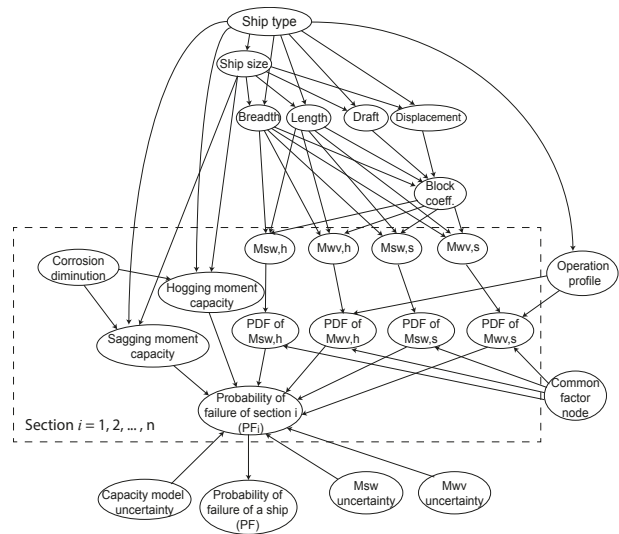 Ship type
Ship size
Breadth
Length
Draft
Displacement
Block
coeff.
Msw,h
Mwv,h
Msw,s
Mwv,s
Corrosion
diminution
Hogging moment
capacity
Operation
profile
Sagging moment
capacity
PDF of
Msw,h
PDF of
Mwv,h
PDF of
Msw,s
PDF of
Mwv,s
Common
factor
node
Probability of
failure of section i
(PFi)
Section i = 1, 2, ... , n
Capacity model
uncertainty
Probability of
failure of a ship
(PF)
Msw
uncertainty
Mwv
uncertainty